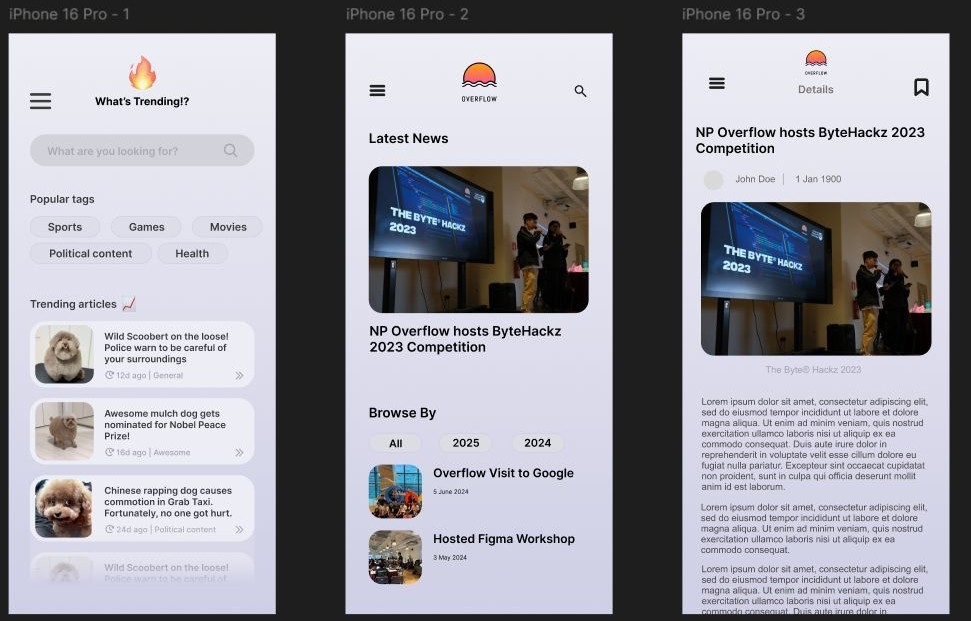 iPhone 16 Pro - 1
What's Trending!?
What are you looking for?
Popular tags
Sports
Games
Movies
Political content
Health
Trending articles
Wild Scoobert on the loose!
Police warn to be careful of
your surroundings
12d ago | General
Awesome mulch dog gets
nominated for Nobel Peace
Prize!
16d ago | Awesome
Chinese rapping dog causes
commotion in Grab Taxi.
Fortunately, no one got hurt.
24d ago | Political content
Wild Scoobert on the loose!
Police warn to be careful of
iPhone 16 Pro - 2
OVERFLOW
Latest News
THE BYTE® HACKZ
2023
NP Overflow hosts ByteHackz
2023 Competition
Browse By
All
2025
2024
Overflow Visit to Google
5 June 2024
Hosted Figma Workshop
3 May 2024
iPhone 16 Pro - 3
OVERFLOW
Details
NP Overflow hosts ByteHackz 2023
Competition
John Doe
1 Jan 1900
THE BYTE® HACKZ
2023
The Byte® Hackz 2023
Lorem ipsum dolor sit amet, consectetur adipiscing elit,
sed do eiusmod tempor incididunt ut labore et dolore
magna aliqua. Ut enim ad minim veniam, quis nostrud
exercitation ullamco laboris nisi ut aliquip ex ea
commodo consequat. Duis aute irure dolor in
reprehenderit in voluptate velit esse cillum dolore eu
fugiat nulla pariatur. Excepteur sint occaecat cupidatat
non proident, sunt in culpa qui officia deserunt mollit
anim id est laborum.
Lorem ipsum dolor sit amet, consectetur adipiscing elit,
sed do eiusmod tempor incididunt ut labore et dolore
magna aliqua. Ut enim ad minim veniam, quis nostrud
exercitation ullamco laboris nisi ut aliquip ex ea
commodo consequat.
Lorem ipsum dolor sit amet, consectetur adipiscing elit,
sed do eiusmod tempor incididunt ut labore et dolore
magna aliqua. Ut enim ad minim veniam, quis nostrud
exercitation ullamco laboris nisi ut aliquip ex ea
commodo consequat. Duis aute irure dolor in